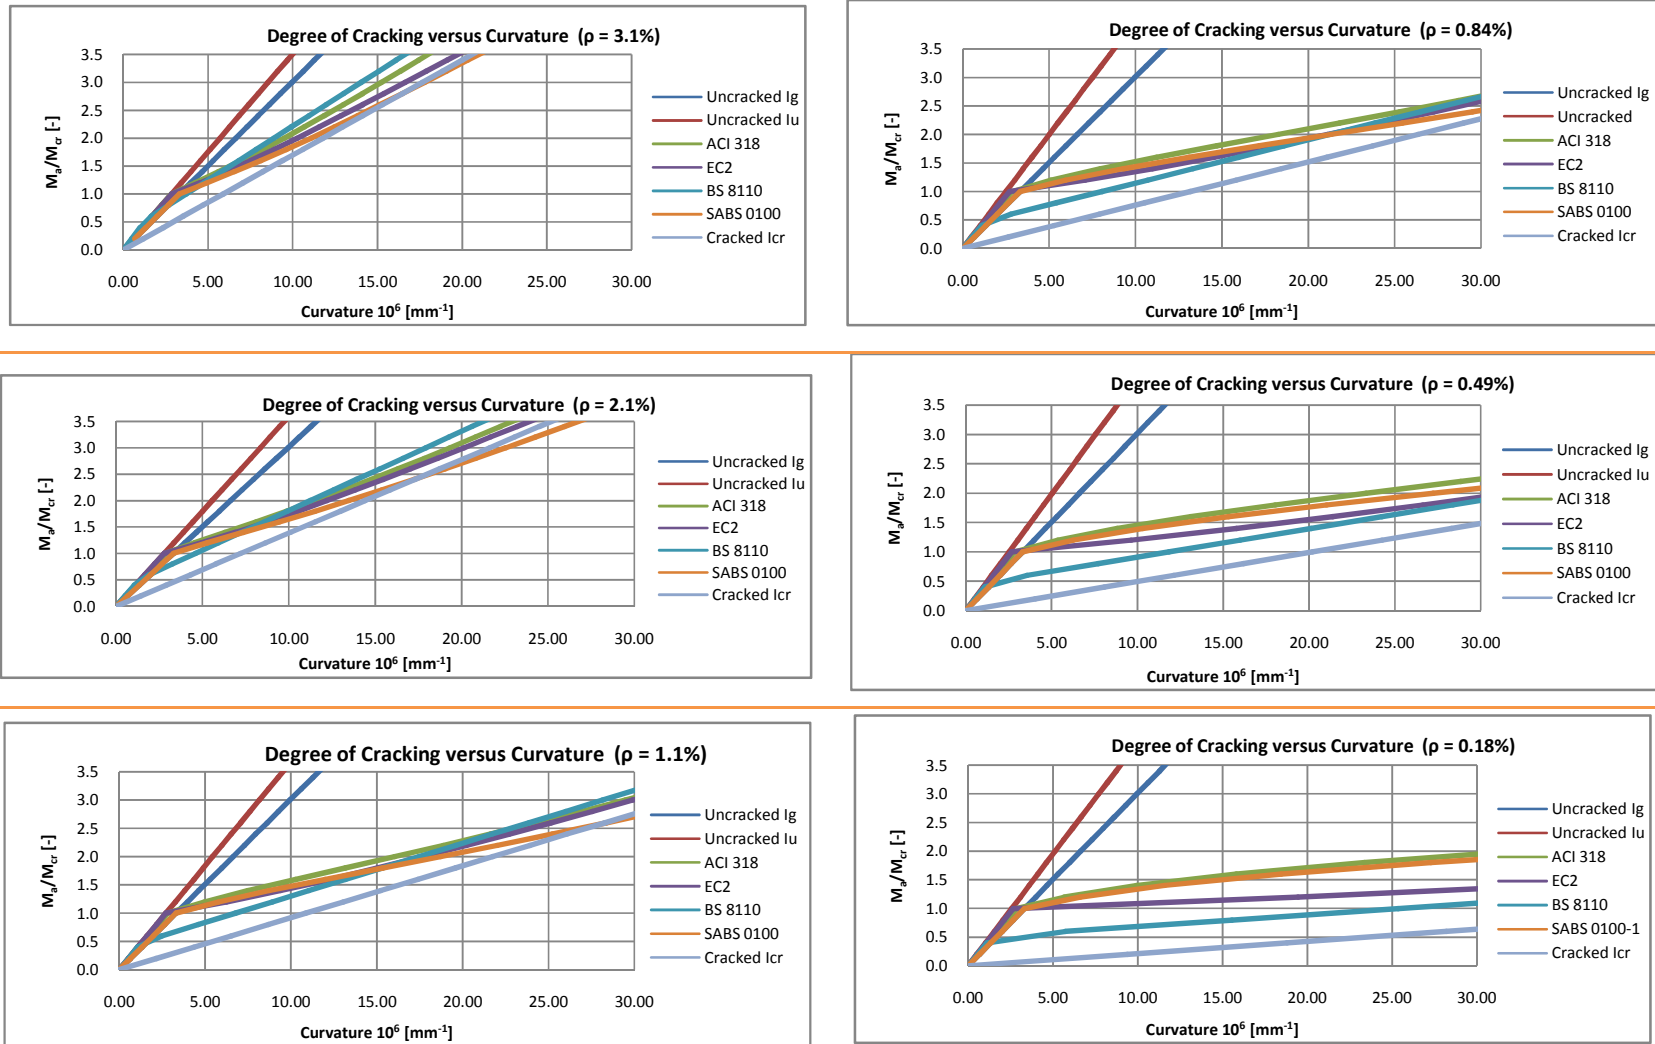 Degree of Cracking versus Curvature (ρ = 3.1%)
3.5
3.0
2.5
2.0
1.5
1.0
0.5
0.0
Ma/Mcr [-]
0.00 5.00 10.00 15.00 20.00 25.00 30.00
Curvature 10⁶ [mm⁻¹]
Uncracked Ig
Uncracked Iu
ACI 318
EC2
BS 8110
SABS 0100
Cracked Icr
Degree of Cracking versus Curvature (ρ = 0.84%)
3.5
3.0
2.5
2.0
1.5
1.0
0.5
0.0
Ma/Mcr [-]
0.00 5.00 10.00 15.00 20.00 25.00 30.00
Curvature 10⁶ [mm⁻¹]
Uncracked Ig
Uncracked
ACI 318
EC2
BS 8110
SABS 0100
Cracked Icr
Degree of Cracking versus Curvature (ρ = 2.1%)
3.5
3.0
2.5
2.0
1.5
1.0
0.5
0.0
Ma/Mcr [-]
0.00 5.00 10.00 15.00 20.00 25.00 30.00
Curvature 10⁶ [mm⁻¹]
Uncracked Ig
Uncracked Iu
ACI 318
EC2
BS 8110
SABS 0100
Cracked Icr
Degree of Cracking versus Curvature (ρ = 0.49%)
3.5
3.0
2.5
2.0
1.5
1.0
0.5
0.0
Ma/Mcr [-]
0.00 5.00 10.00 15.00 20.00 25.00 30.00
Curvature 10⁶ [mm⁻¹]
Uncracked Ig
Uncracked Iu
ACI 318
EC2
BS 8110
SABS 0100
Cracked Icr
Degree of Cracking versus Curvature (ρ = 1.1%)
3.5
3.0
2.5
2.0
1.5
1.0
0.5
0.0
Ma/Mcr [-]
0.00 5.00 10.00 15.00 20.00 25.00 30.00
Curvature 10⁶ [mm⁻¹]
Uncracked Ig
Uncracked Iu
ACI 318
EC2
BS 8110
SABS 0100
Cracked Icr
Degree of Cracking versus Curvature (ρ = 0.18%)
3.5
3.0
2.5
2.0
1.5
1.0
0.5
0.0
Ma/Mcr [-]
0.00 5.00 10.00 15.00 20.00 25.00 30.00
Curvature 10⁶ [mm⁻¹]
Uncracked Ig
Uncracked Iu
ACI 318
EC2
BS 8110
SABS 0100-1
Cracked Icr